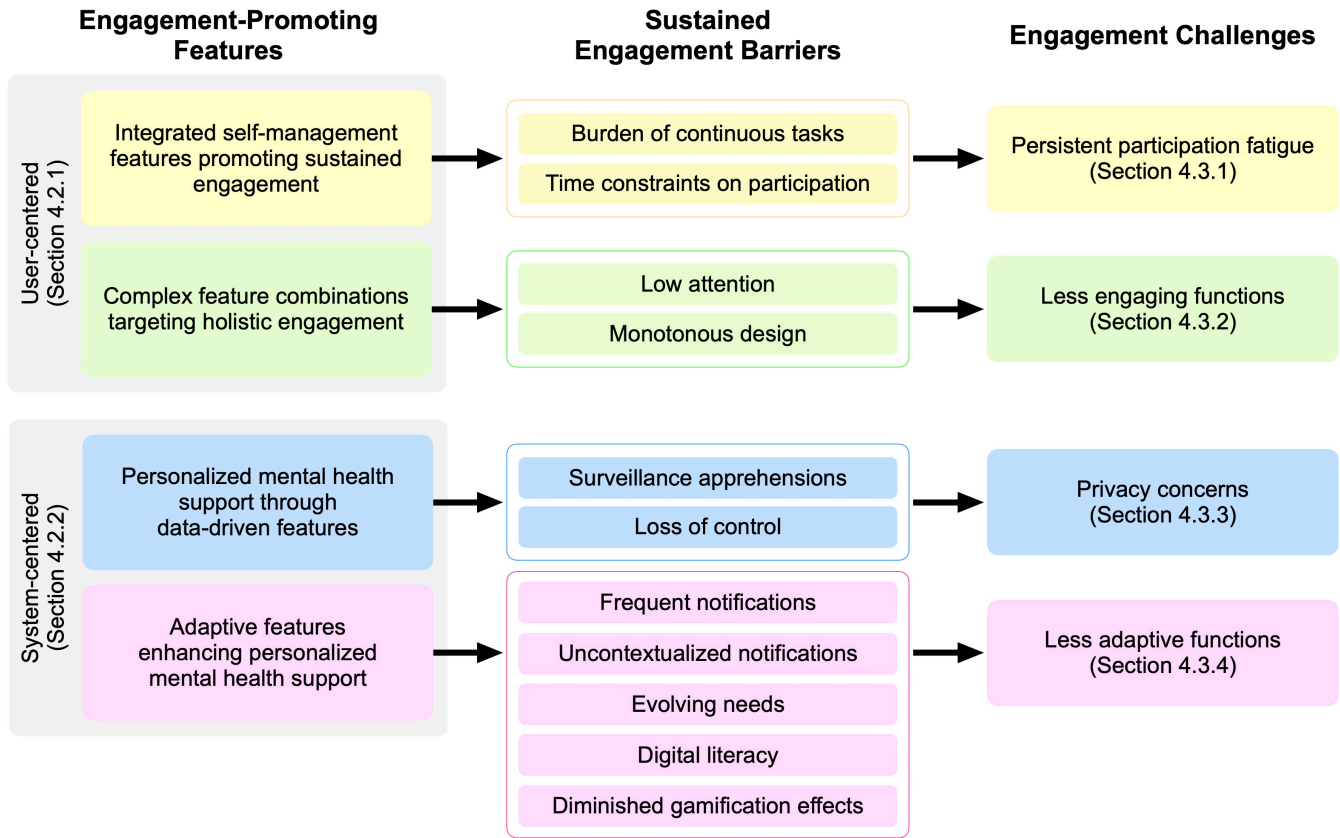 Engagement-Promoting
Features
Sustained
Engagement Barriers
Engagement Challenges
User-centered
(Section 4.2.1)
Integrated self-management
features promoting sustained
engagement
Burden of continuous tasks
Time constraints on participation
Persistent participation fatigue
(Section 4.3.1)
Complex feature combinations
targeting holistic engagement
Low attention
Monotonous design
Less engaging functions
(Section 4.3.2)
System-centered
(Section 4.2.2)
Personalized mental health
support through
data-driven features
Surveillance apprehensions
Loss of control
Privacy concerns
(Section 4.3.3)
Adaptive features
enhancing personalized
mental health support
Frequent notifications
Uncontextualized notifications
Evolving needs
Digital literacy
Diminished gamification effects
Less adaptive functions
(Section 4.3.4)